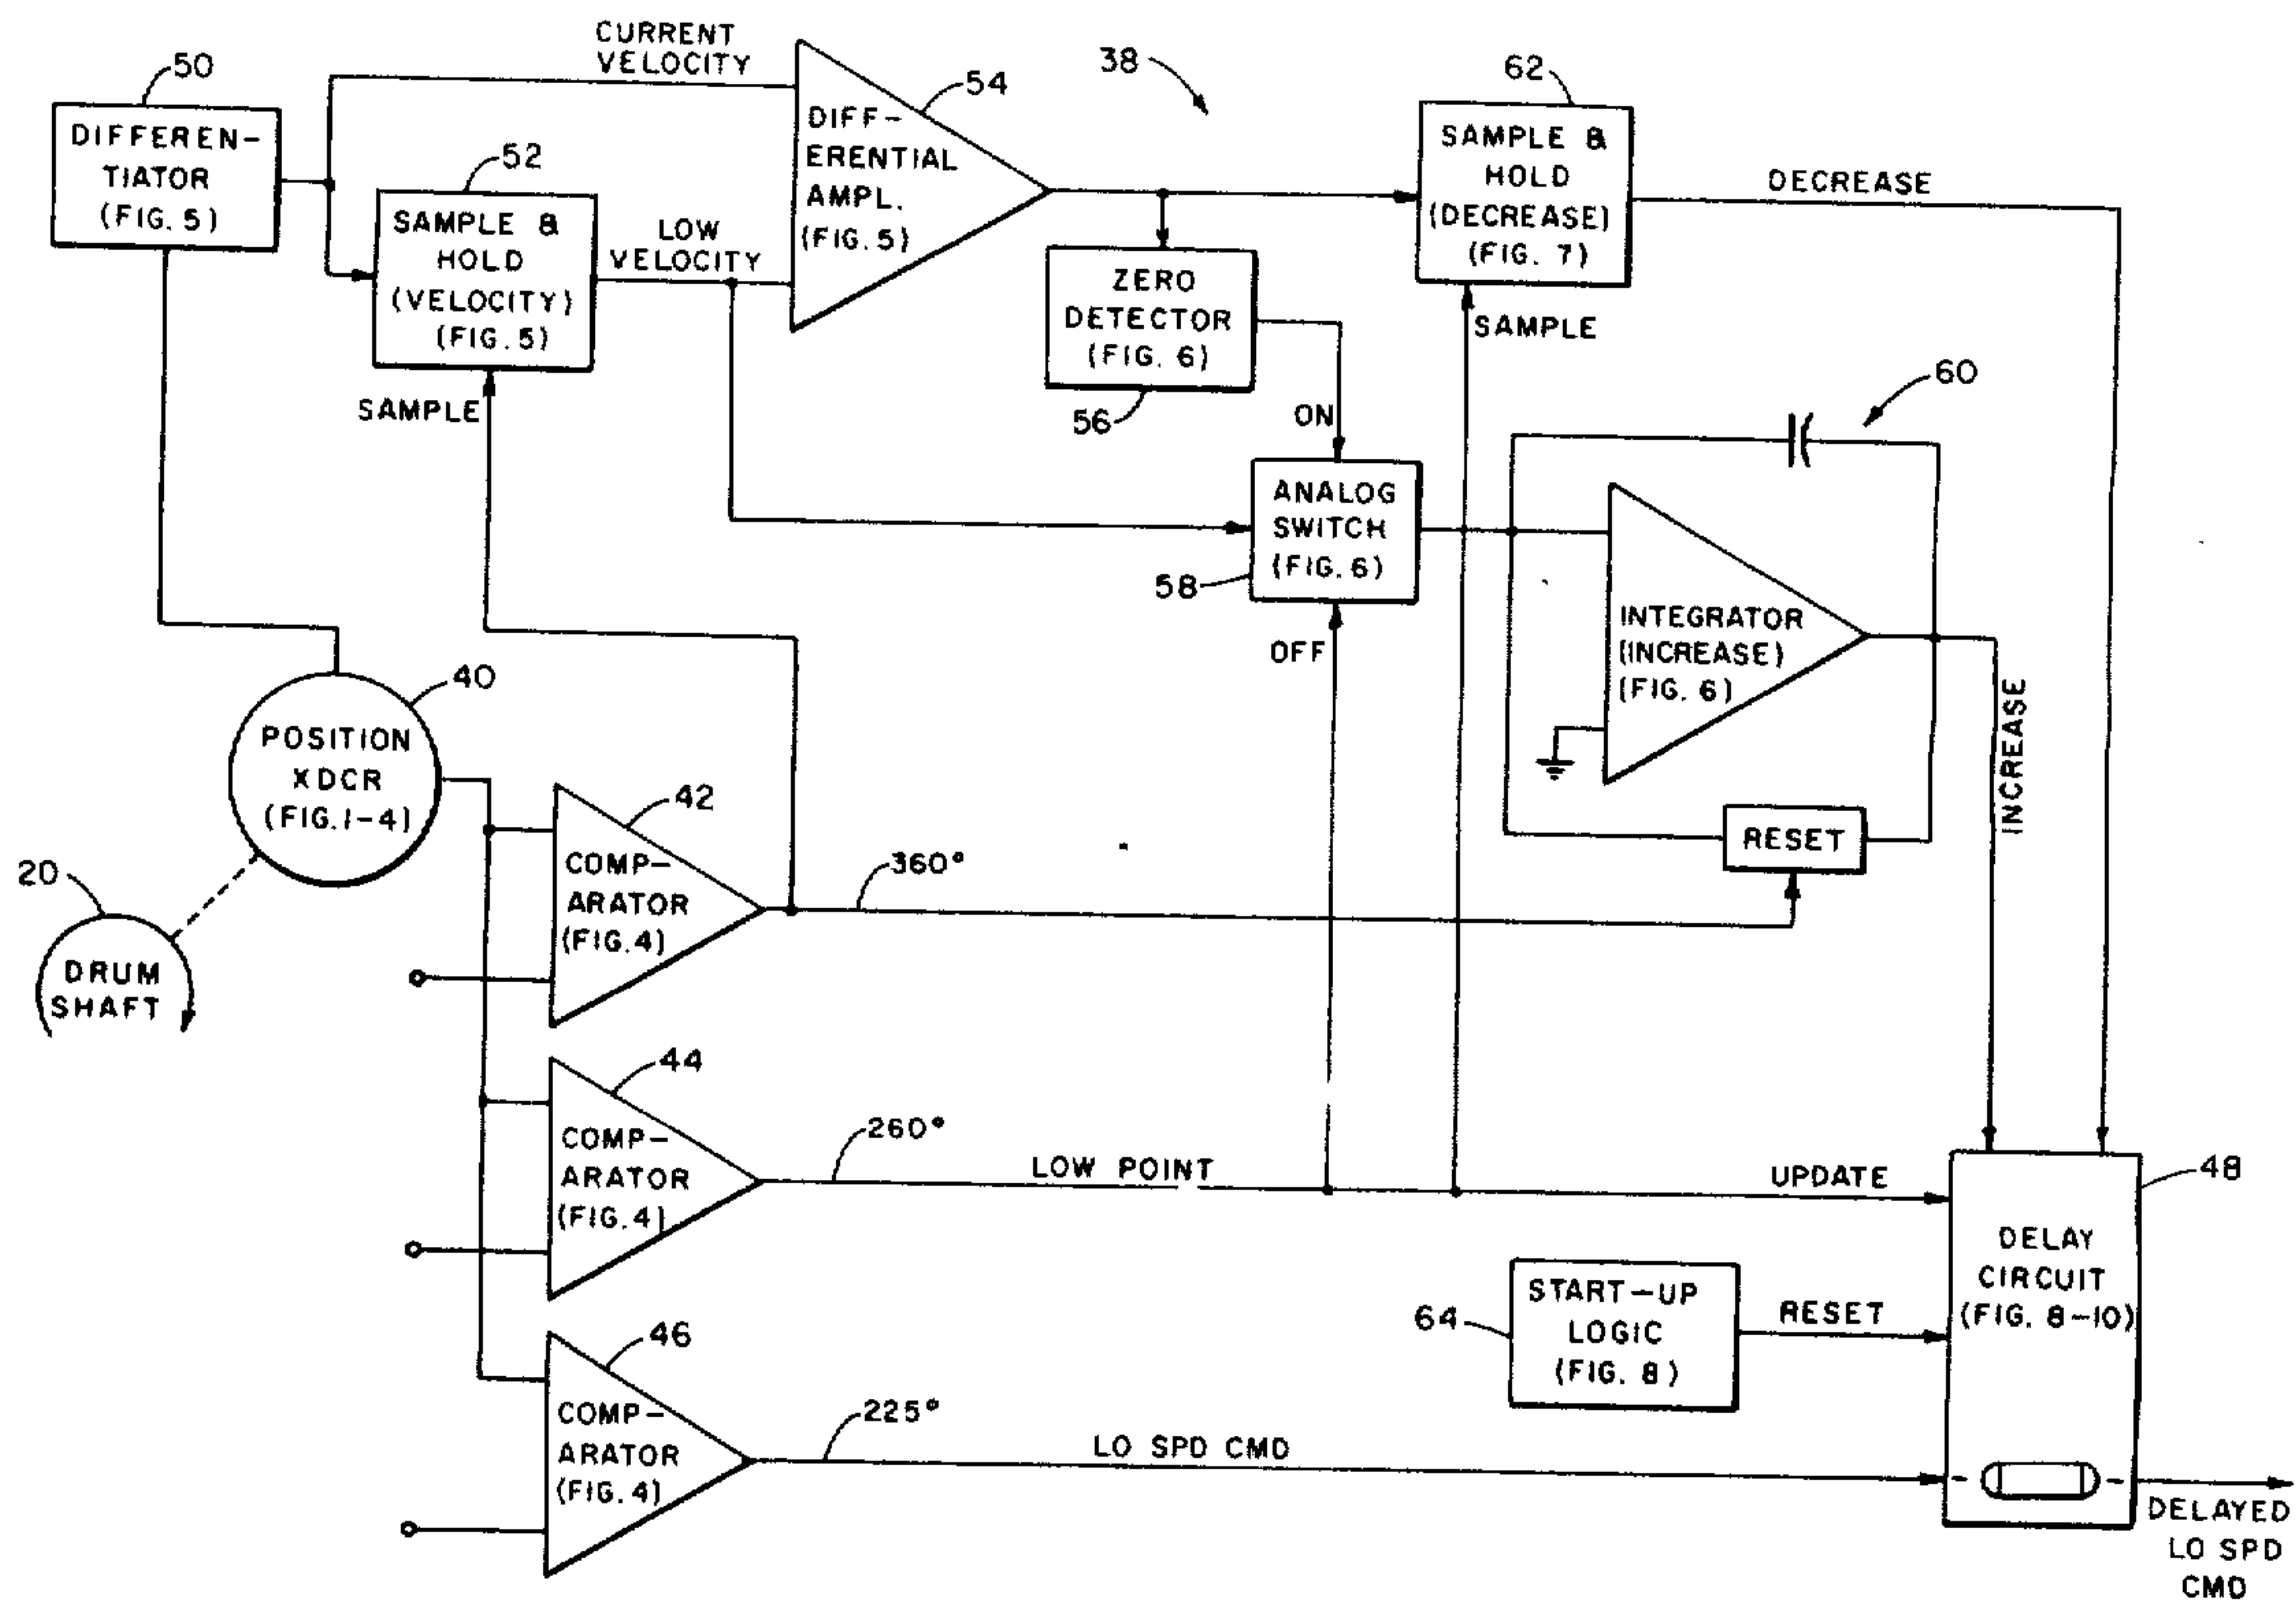 CURRENT
VELOCITY
50
DIFFEREN-
TIATOR
(FIG. 5)
52
SAMPLE &
HOLD
(VELOCITY)
(FIG. 5)
SAMPLE
LOW
VELOCITY
54
DIFF-
ERENTIAL
AMPL.
(FIG. 5)
38
62
SAMPLE &
HOLD
(DECREASE)
(FIG. 7)
DECREASE
SAMPLE
ZERO
DETECTOR
(FIG. 6)
56
ON
ANALOG
SWITCH
(FIG. 6)
58
OFF
60
INTEGRATOR
(INCREASE)
(FIG. 6)
RESET
INCREASE
40
POSITION
XDCR
(FIG. 1-4)
20
DRUM
SHAFT
42
COMP-
ARATOR
(FIG. 4)
360°
44
COMP-
ARATOR
(FIG. 4)
260°
LOW POINT
UPDATE
48
DELAY
CIRCUIT
(FIG. 8-10)
64
START-UP
LOGIC
(FIG. 8)
RESET
46
COMP-
ARATOR
(FIG. 4)
225°
LO SPD CMD
DELAYED
LO SPD
CMD